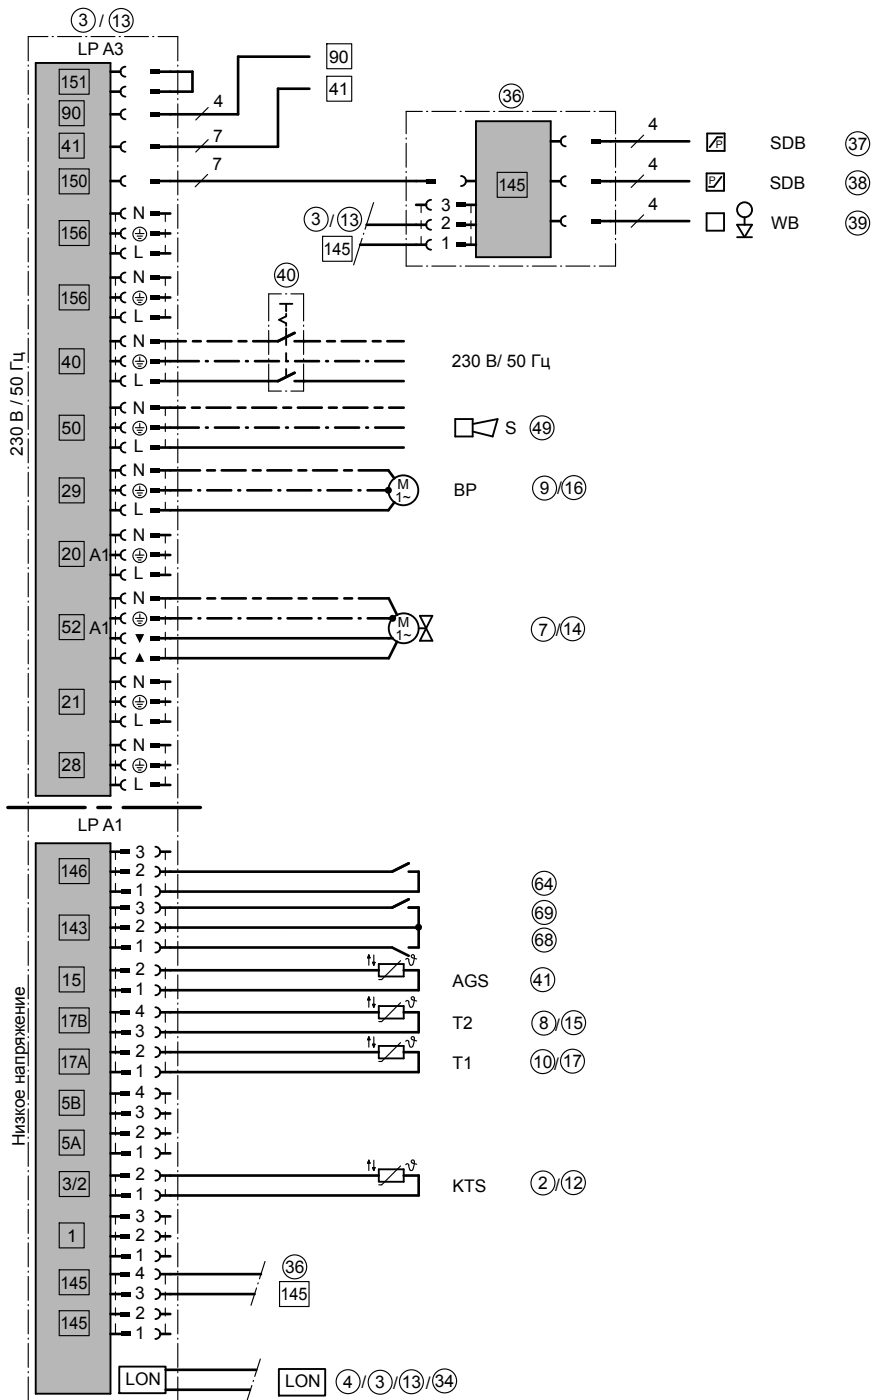 3 / 13
LP A3
151
90
41
150
156
156
40
50
29
20 A1
52 A1
21
28
230 В / 50 Гц
N
L
N
L
N
L
N
L
N
L
N
L
N
N
L
N
L
4
7
7
90
41
36
145
3
2
1
3 / 13
145
4
4
4
P
SDB 37
P
SDB 38
WB 39
40
230 В/ 50 Гц
S 49
M
1~
BP 9/16
M
1~
7/14
LP A1
Низкое напряжение
146
3
2
1
64
143
3
2
1
69
68
15
2
1
ϑ
AGS 41
17B
4
3
ϑ
T2 8/15
17A
2
1
ϑ
T1 10/17
5B
4
3
5A
2
1
3/2
2
1
ϑ
KTS 2/12
1
3
2
1
145
4
3
36
145
145
2
1
LON
LON 4/3/13/34